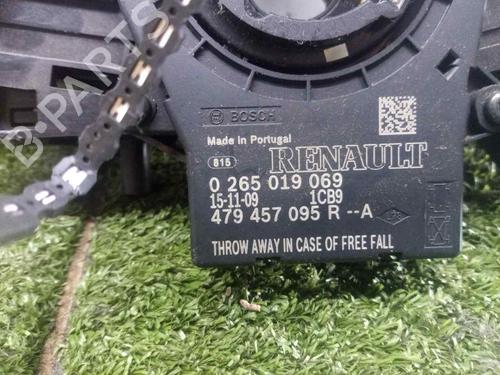 B-PARTS
BOSCH
Made in Portugal
815
RENAULT
0 265 019 069
15-11-09 1CB9
479 457 095 R --A
THROW AWAY IN CASE OF FREE FALL